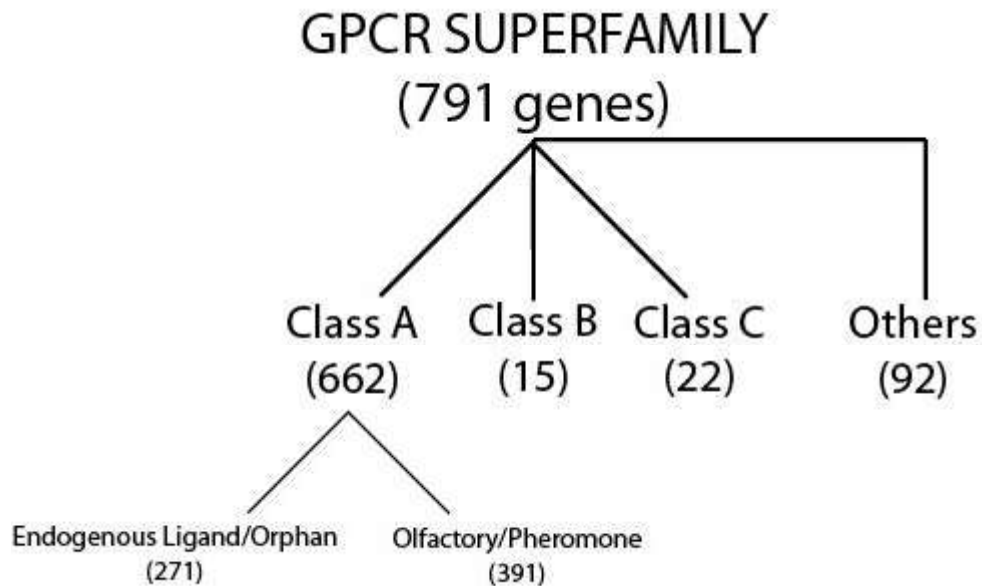 GPCR SUPERFAMILY
(791 genes)
Class A
(662)
Class B
(15)
Class C
(22)
Others
(92)
Endogenous Ligand/Orphan
(271)
Olfactory/Pheromone
(391)